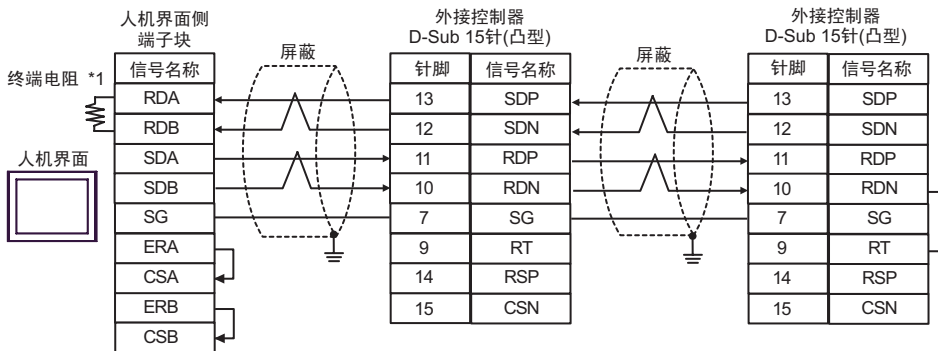 人机界面侧
端子块
外接控制器
D-Sub 15针(凸型)
外接控制器
D-Sub 15针(凸型)
屏蔽
屏蔽
终端电阻 *1
人机界面
信号名称
RDA
RDB
SDA
SDB
SG
ERA
CSA
ERB
CSB
针脚 信号名称
13 SDP
12 SDN
11 RDP
10 RDN
7 SG
9 RT
14 RSP
15 CSN
针脚 信号名称
13 SDP
12 SDN
11 RDP
10 RDN
7 SG
9 RT
14 RSP
15 CSN